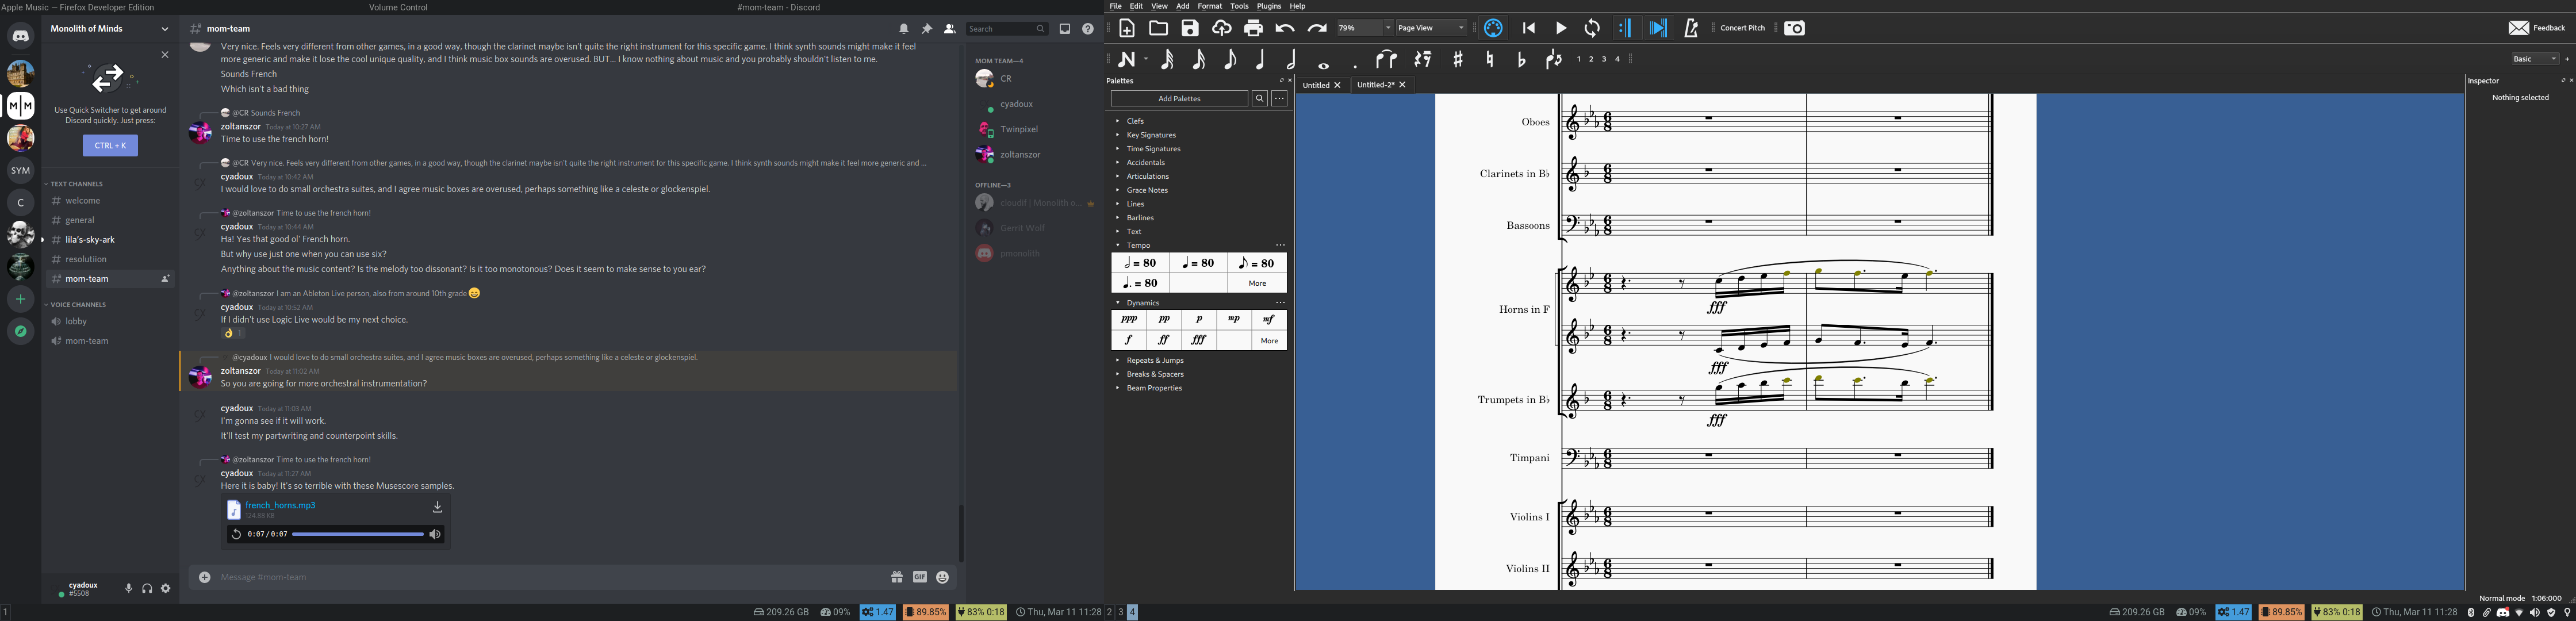 Apple Music — Firefox Developer Edition
Volume Control
#mom-team - Discord
Monolith of Minds
Use Quick Switcher to get around
Discord quickly. Just press:
CTRL + K
TEXT CHANNELS
welcome
general
lila's-sky-ark
resolutiion
mom-team
VOICE CHANNELS
lobby
mom-team
cyadoux
#5508
M|M
SYM
C
mom-team
Search
Very nice. Feels very different from other games, in a good way, though the clarinet maybe isn't quite the right instrument for this specific game. I think synth sounds might make it feel
more generic and make it lose the cool unique quality, and I think music box sounds are overused. BUT... I know nothing about music and you probably shouldn't listen to me.
Sounds French
Which isn't a bad thing
@CR Sounds French
zoltanszor Today at 10:27 AM
Time to use the french horn!
@CR Very nice. Feels very different from other games, in a good way, though the clarinet maybe isn't quite the right instrument for this specific game. I think synth sounds might make it feel more generic and ...
cyadoux Today at 10:42 AM
I would love to do small orchestra suites, and I agree music boxes are overused, perhaps something like a celeste or glockenspiel.
@zoltanszor Time to use the french horn!
cyadoux Today at 10:44 AM
Ha! Yes that good ol' French horn.
But why use just one when you can use six?
Anything about the music content? Is the melody too dissonant? Is it too monotonous? Does it seem to make sense to your ear?
@zoltanszor I am an Ableton Live person, also from around 10th grade 😄
cyadoux Today at 10:52 AM
If I didn't use Logic Live would be my next choice.
👌 1
@cyadoux I would love to do small orchestra suites, and I agree music boxes are overused, perhaps something like a celeste or glockenspiel.
zoltanszor Today at 11:02 AM
So you are going for more orchestral instrumentation?
cyadoux Today at 11:03 AM
I'm gonna see if it will work.
It'll test my partwriting and counterpoint skills.
@zoltanszor Time to use the french horn!
cyadoux Today at 11:27 AM
Here it is baby! It's so terrible with these Musescore samples.
french_horns.mp3
124.88 KB
0:07/0:07
Message #mom-team
GIF
MOM TEAM—4
CR
cyadoux
Twinpixel
zoltanszor
OFFLINE—3
cloudif | Monolith o...
Gerrit Wolf
pmonolith
1
209.26 GB
09%
1.47
89.85%
83% 0:18
Thu, Mar 11 11:28
File Edit View Add Format Tools Plugins Help
79%
Page View
Concert Pitch
Feedback
N
1 2 3 4
Basic
Palettes
Add Palettes
Clefs
Key Signatures
Time Signatures
Accidentals
Articulations
Grace Notes
Lines
Barlines
Text
Tempo
= 80 = 80 = 80
= 80 More
Dynamics
ppp pp p mp mf
f ff fff More
Repeats & Jumps
Breaks & Spacers
Beam Properties
Untitled
Untitled-2*
Oboes
Clarinets in B♭
Bassoons
Horns in F
fff
fff
Trumpets in B♭
fff
Timpani
Violins I
Violins II
Inspector
Nothing selected
Normal mode 1:06:000
2 3 4
209.26 GB
09%
1.47
89.85%
83% 0:18
Thu, Mar 11 11:28